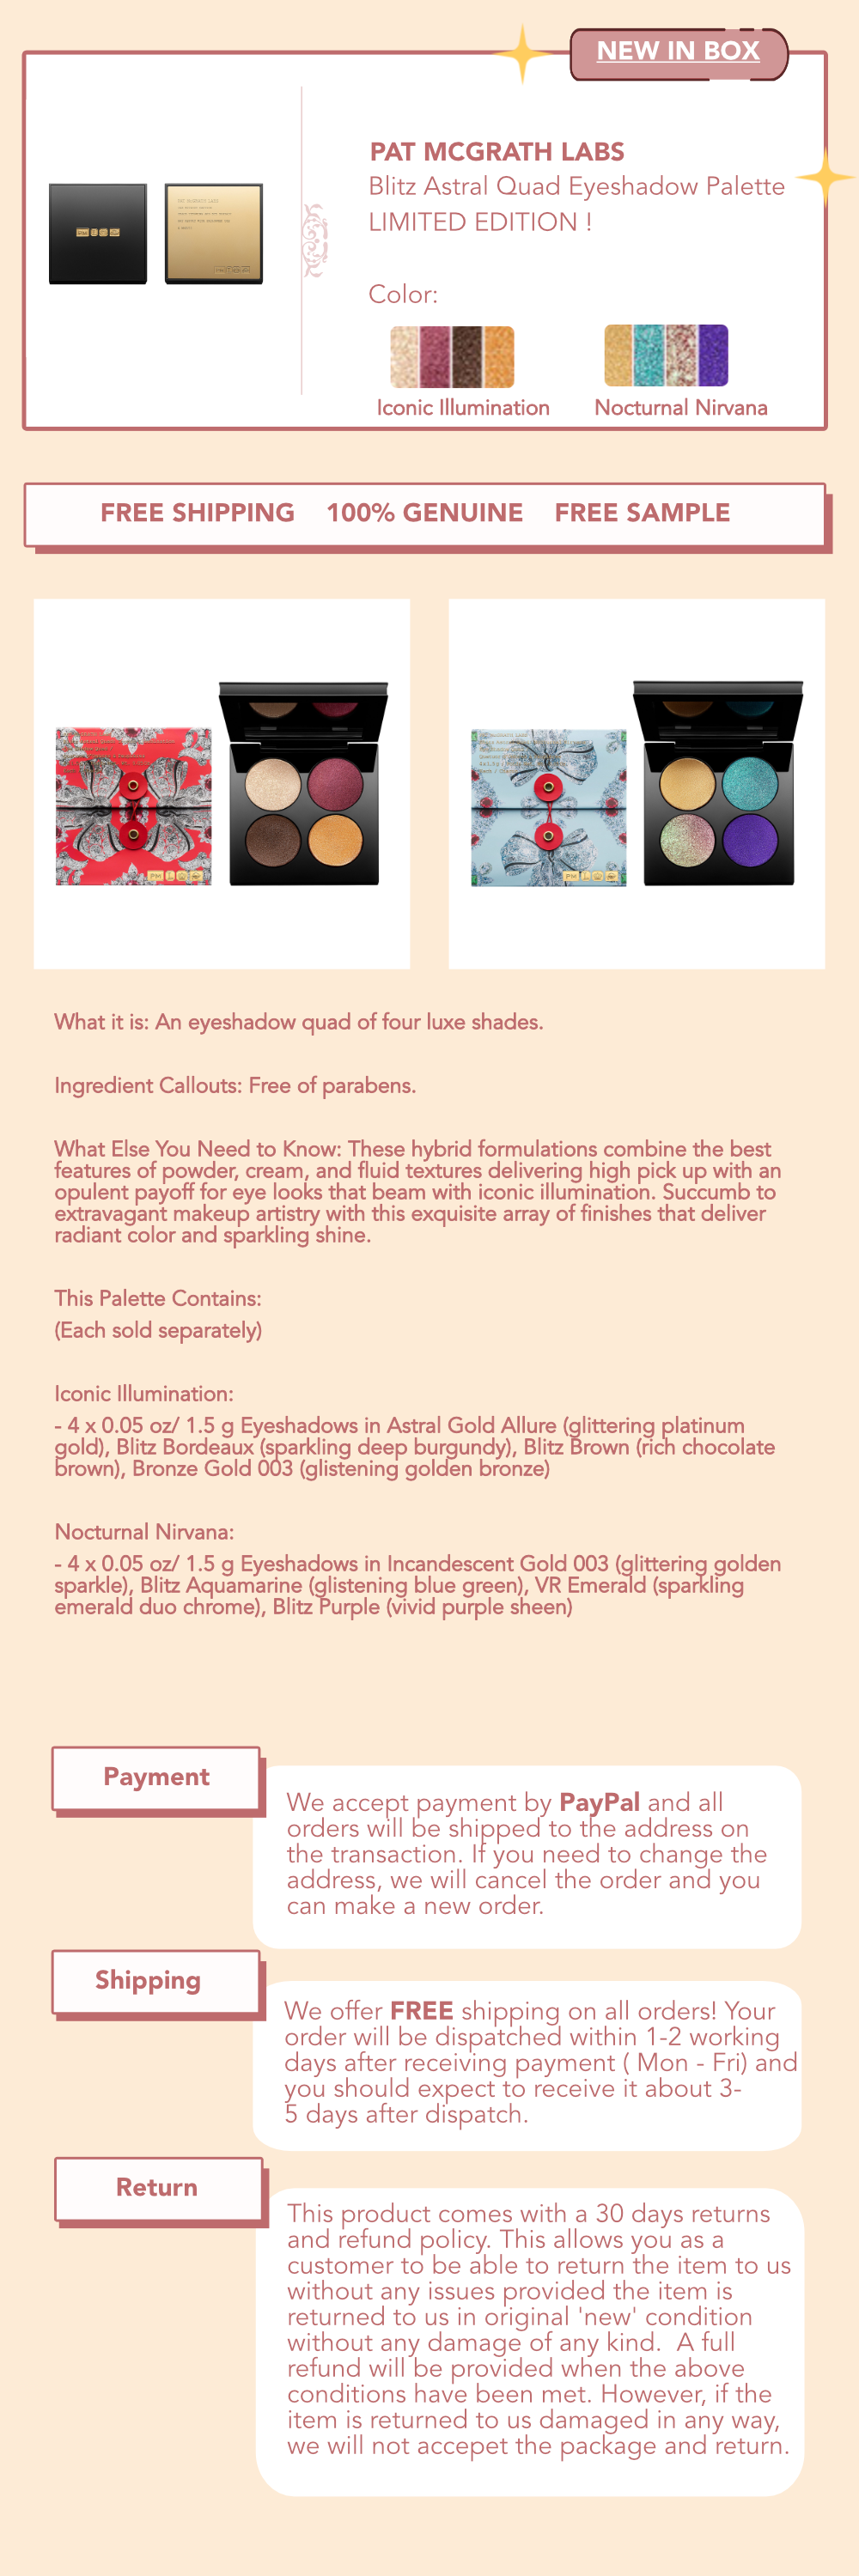 NEW IN BOX
PAT MCGRATH LABS
Blitz Astral Quad Eyeshadow Palette
LIMITED EDITION !
Color:
Iconic Illumination
Nocturnal Nirvana
FREE SHIPPING 100% GENUINE FREE SAMPLE
What it is: An eyeshadow quad of four luxe shades.
Ingredient Callouts: Free of parabens.
What Else You Need to Know: These hybrid formulations combine the best
features of powder, cream, and fluid textures delivering high pick up with an
opulent payoff for eye looks that beam with iconic illumination. Succumb to
extravagant makeup artistry with this exquisite array of finishes that deliver
radiant color and sparkling shine.
This Palette Contains:
(Each sold separately)
Iconic Illumination:
- 4 x 0.05 oz/ 1.5 g Eyeshadows in Astral Gold Allure (glittering platinum
gold), Blitz Bordeaux (sparkling deep burgundy), Blitz Brown (rich chocolate
brown), Bronze Gold 003 (glistening golden bronze)
Nocturnal Nirvana:
- 4 x 0.05 oz/ 1.5 g Eyeshadows in Incandescent Gold 003 (glittering golden
sparkle), Blitz Aquamarine (glistening blue green), VR Emerald (sparkling
emerald duo chrome), Blitz Purple (vivid purple sheen)
Payment
We accept payment by PayPal and all
orders will be shipped to the address on
the transaction. If you need to change the
address, we will cancel the order and you
can make a new order.
Shipping
We offer FREE shipping on all orders! Your
order will be dispatched within 1-2 working
days after receiving payment ( Mon - Fri) and
you should expect to receive it about 3-
5 days after dispatch.
Return
This product comes with a 30 days returns
and refund policy. This allows you as a
customer to be able to return the item to us
without any issues provided the item is
returned to us in original 'new' condition
without any damage of any kind.  A full
refund will be provided when the above
conditions have been met. However, if the
item is returned to us damaged in any way,
we will not accepet the package and return.